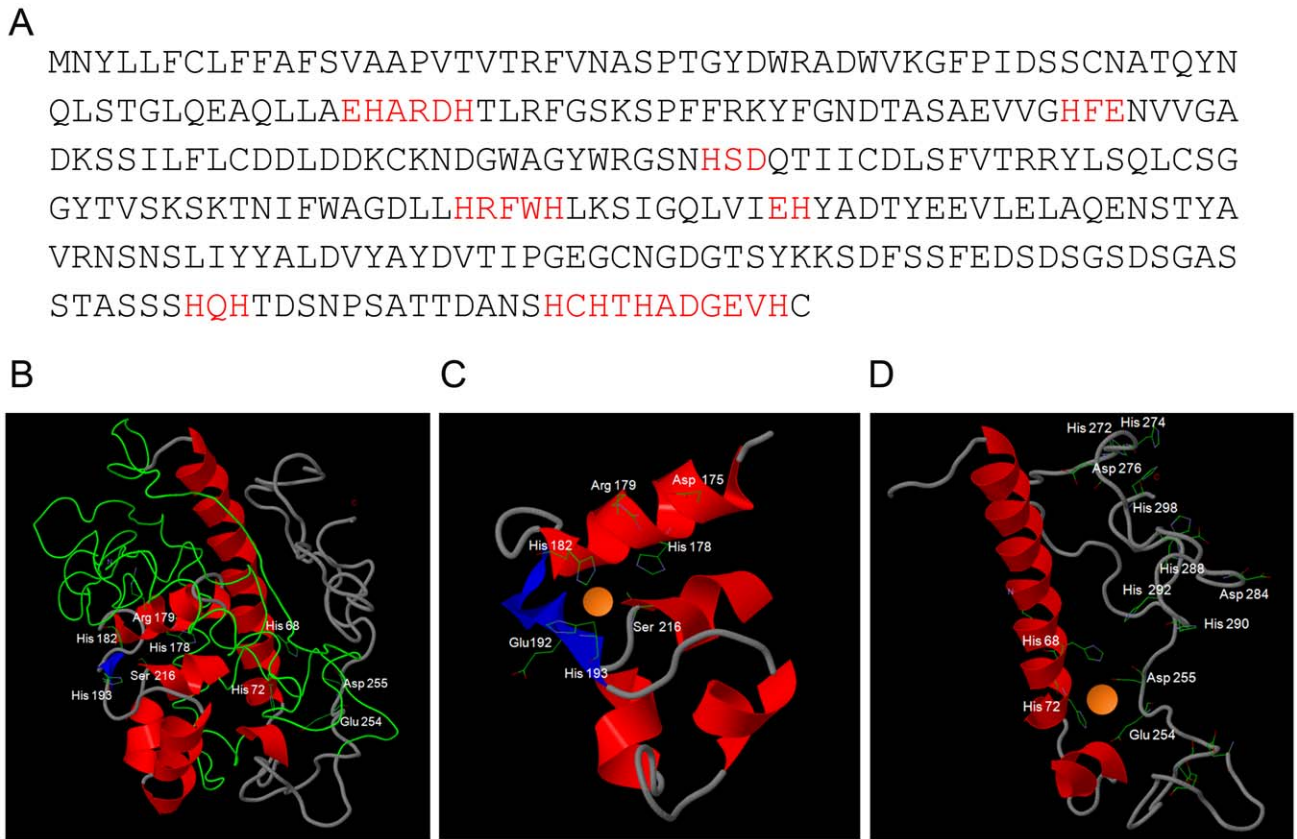 A
MNYLLFCLFFAFSVAAPVTVTRFVNASPTGYDWRADWVKGFPIDSSCNATQYN
QLSTGLQEAQLLAEHARDHTLRFGSKSPFFRKYFGNDTASAEVVGHFENVVGA
DKSSILFLCDDLDDKCKNDGWAGYWRGSNHSDQTIICDLSFVTRRYLSQLCSG
GYTVSKSKTNIFWAGDLLHRFWHLKSIGQLVIEHYADTYEEVLELAQENSTYA
VRNSNSLIYYALDVYAYDVTIPGEGCNGDGTSYKKSDFSSFEDSDSGSDSGAS
STASSSHQHTDSNPSATTDANSHCHTHADGEVHC
B
C
Arg 179
His 182
His 178
His 68
Ser 216
His 193
His 72
Asp 255
Glu 254
C
Arg 179
Asp 175
His 182
His 178
Ser 216
Glu 192
His 193
D
His 272
His 274
Asp 276
C
His 298
His 288
Asp 284
N
His 292
His 290
His 68
Asp 255
His 72
Glu 254